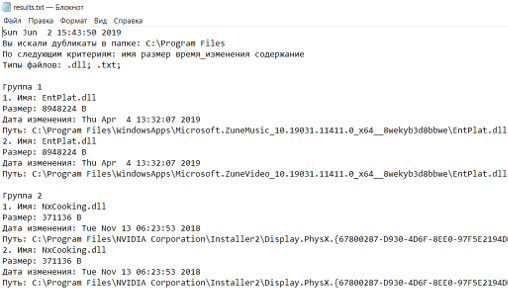 results.txt — Блокнот
Файл Правка Формат Вид Справка
Sun Jun  2 15:43:50 2019
Вы искали дубликаты в папке: C:\Program Files
По следующим критериям: имя размер время_изменения содержание
Типы файлов: .dll; .txt;
Группа 1
1. Имя: EntPlat.dll
Размер: 8948224 B
Дата изменения: Thu Apr  4 13:32:07 2019
Путь: C:\Program Files\WindowsApps\Microsoft.ZuneMusic_10.19031.11411.0_x64__8wekyb3d8bbwe\EntPlat.dll
2. Имя: EntPlat.dll
Размер: 8948224 B
Дата изменения: Thu Apr  4 13:32:07 2019
Путь: C:\Program Files\WindowsApps\Microsoft.ZuneVideo_10.19031.11411.0_x64__8wekyb3d8bbwe\EntPlat.dll
Группа 2
1. Имя: NxCooking.dll
Размер: 371136 B
Дата изменения: Tue Nov 13 06:23:53 2018
Путь: C:\Program Files\NVIDIA Corporation\Installer2\Display.PhysX.{67800287-D930-4D6F-8EE0-97F5E2194D
2. Имя: NxCooking.dll
Размер: 371136 B
Дата изменения: Tue Nov 13 06:23:53 2018
Путь: C:\Program Files\NVIDIA Corporation\Installer2\Display.PhysX.{67800287-D930-4D6F-8EE0-97F5E2194D